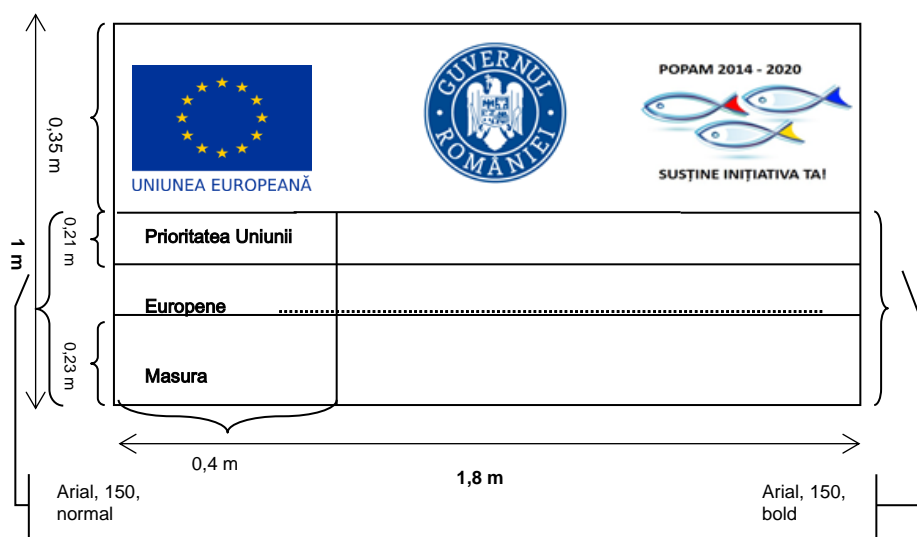 POPAM 2014 - 2020
GUVERNUL ROMÂNIEI
UNIUNEA EUROPEANĂ
SUSȚINE INIȚIATIVA TA!
0,35 m
1 m
0,21 m
Prioritatea Uniunii
Europene ........................
0,23 m
Masura
0,4 m
1,8 m
Arial, 150,
normal
Arial, 150,
bold